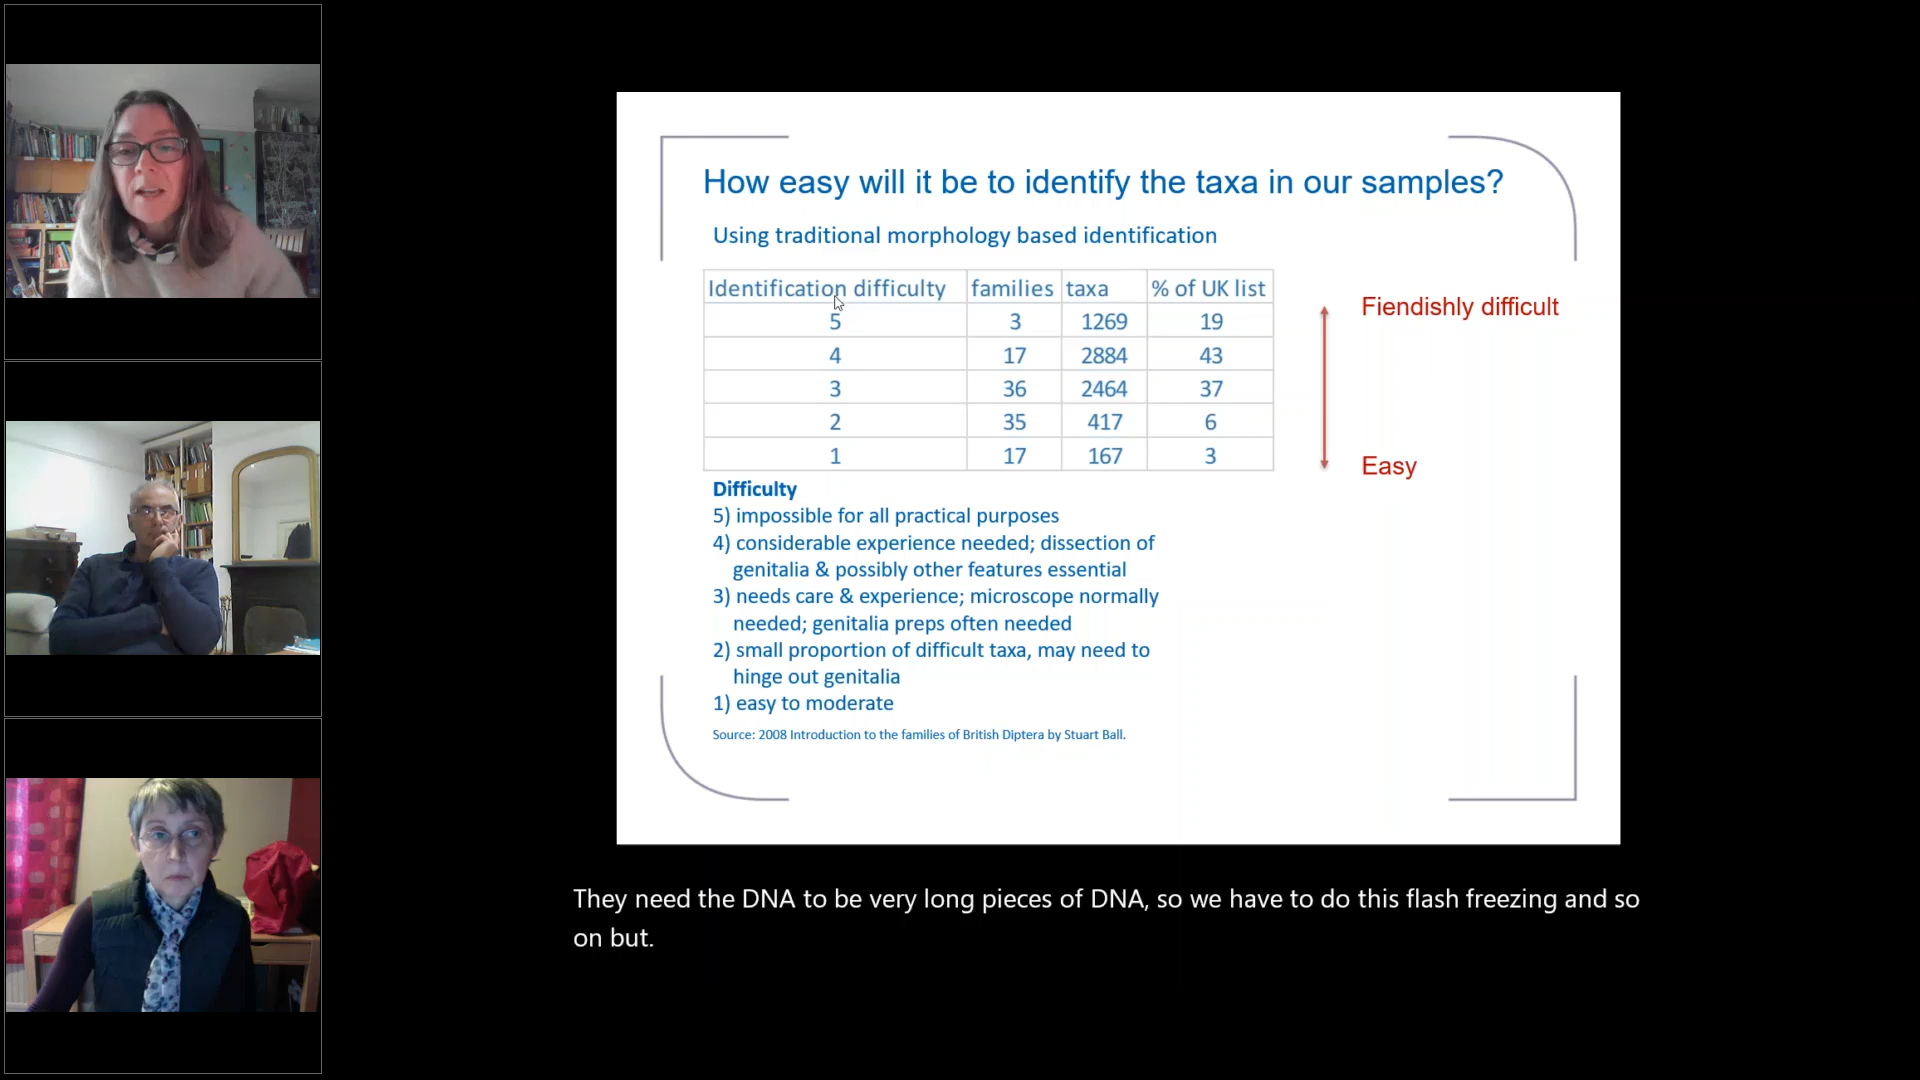 How easy will it be to identify the taxa in our samples?
Using traditional morphology based identification
Identification difficulty families taxa % of UK list
5 3 1269 19
4 17 2884 43
3 36 2464 37
2 35 417 6
1 17 167 3
Fiendishly difficult
Easy
Difficulty
5) impossible for all practical purposes
4) considerable experience needed; dissection of
genitalia & possibly other features essential
3) needs care & experience; microscope normally
needed; genitalia preps often needed
2) small proportion of difficult taxa, may need to
hinge out genitalia
1) easy to moderate
Source: 2008 Introduction to the families of British Diptera by Stuart Ball.
They need the DNA to be very long pieces of DNA, so we have to do this flash freezing and so
on but.